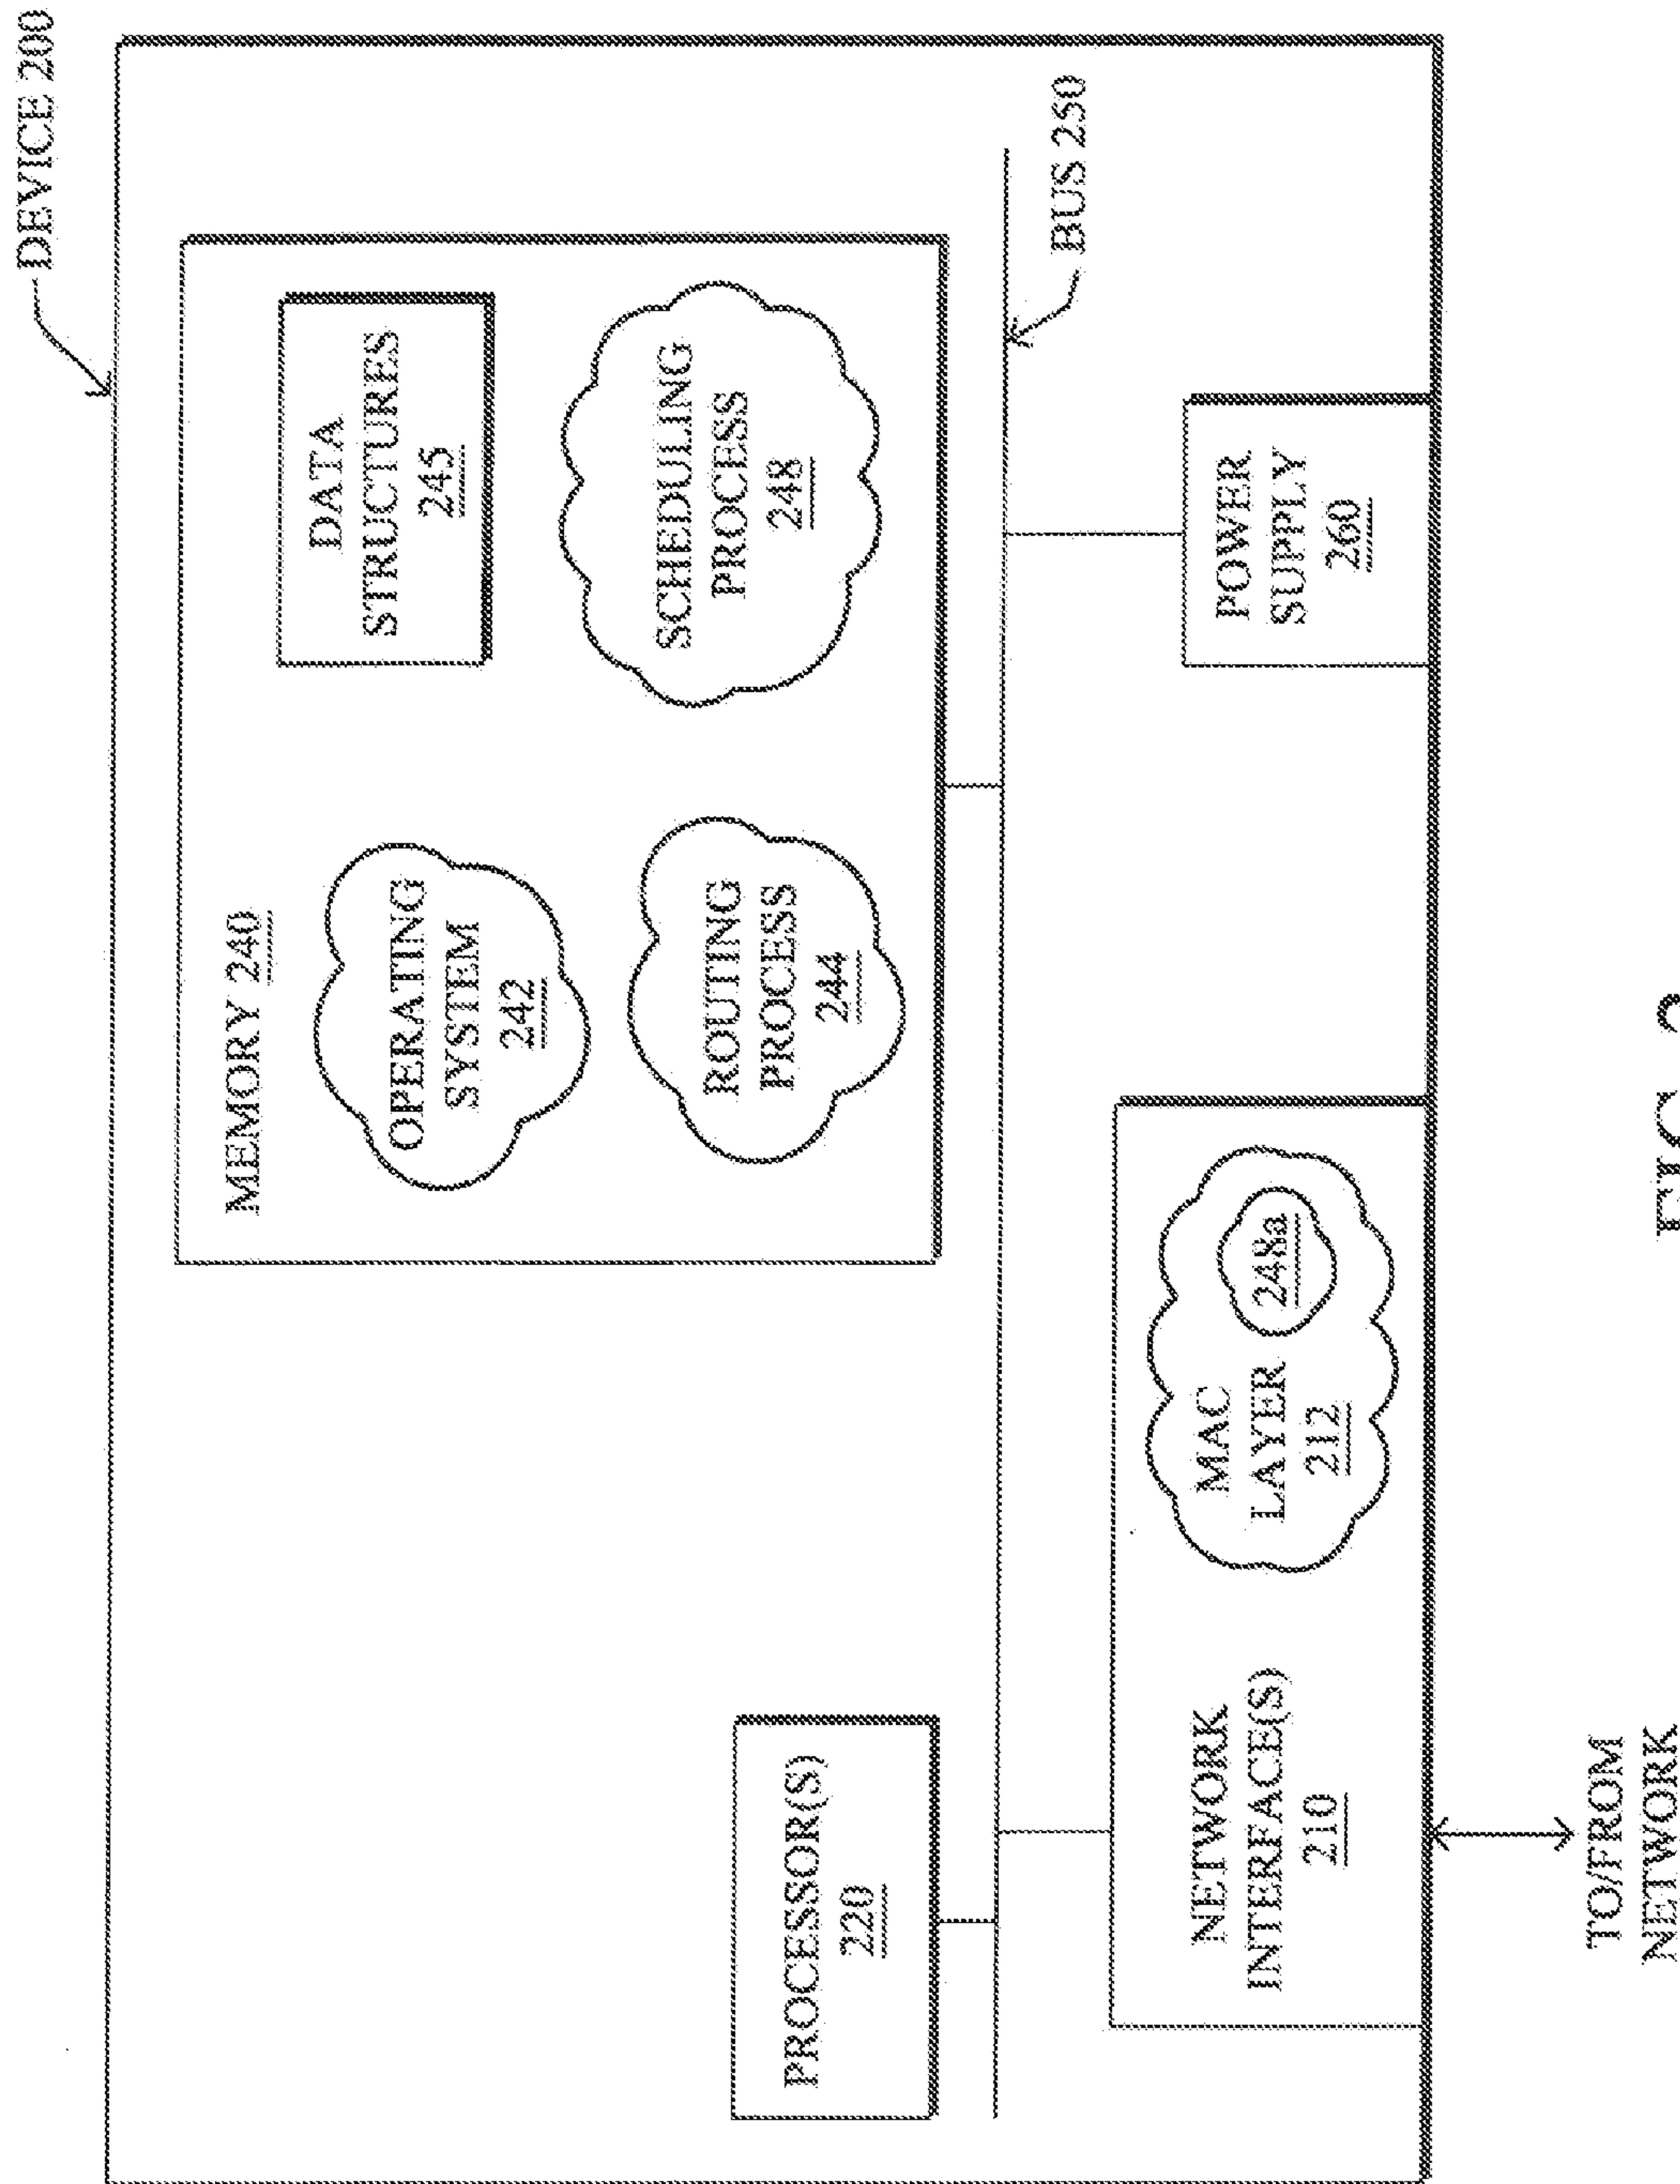 DEVICE 200
MEMORY 240
OPERATING
SYSTEM
242
DATA
STRUCTURES
245
ROUTING
PROCESS
244
SCHEDULING
PROCESS
248
PROCESSOR(S)
220
BUS 250
NETWORK
INTERFACE(S)
210
MAC
LAYER
212
248a
POWER
SUPPLY
260
TO/FROM
NETWORK